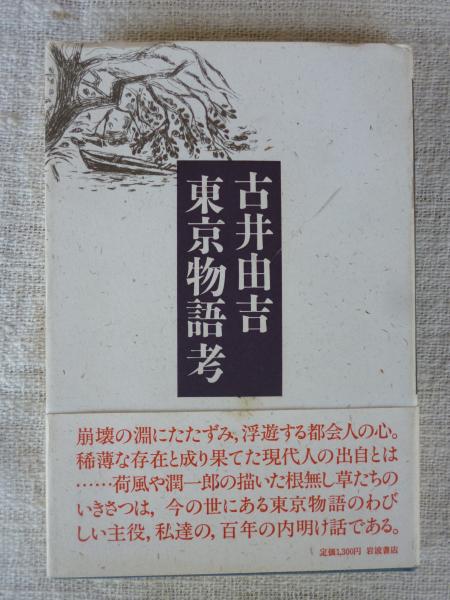 古井由吉
東京物語考
崩壊の淵にたたずみ,浮遊する都会人の心。
稀薄な存在と成り果てた現代人の出自とは
……荷風や潤一郎の描いた根無し草たちの
いきさつは, 今の世にある東京物語のわび
しい主役, 私達の, 百年の内明け話である。
定価1,300円 岩波書店